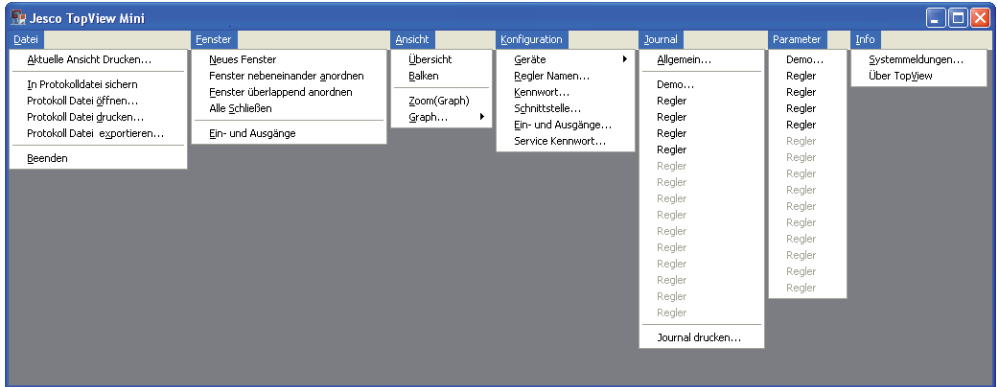 Jesco TopView Mini
Datei
Aktuelle Ansicht Drucken...
In Protokolldatei sichern
Protokoll Datei öffnen...
Protokoll Datei drucken...
Protokoll Datei exportieren...
Beenden
Fenster
Neues Fenster
Fenster nebeneinander anordnen
Fenster überlappend anordnen
Alle Schließen
Ein- und Ausgänge
Ansicht
Übersicht
Balken
Zoom(Graph)
Graph...
Konfiguration
Geräte
Regler Namen...
Kennwort...
Schnittstelle...
Ein- und Ausgänge...
Service Kennwort...
Journal
Allgemein...
Demo...
Regler
Regler
Regler
Regler
Regler
Regler
Regler
Regler
Regler
Regler
Regler
Regler
Regler
Regler
Journal drucken...
Parameter
Demo...
Regler
Regler
Regler
Regler
Regler
Regler
Regler
Regler
Regler
Regler
Regler
Regler
Regler
Regler
Info
Systemmeldungen...
Über TopView